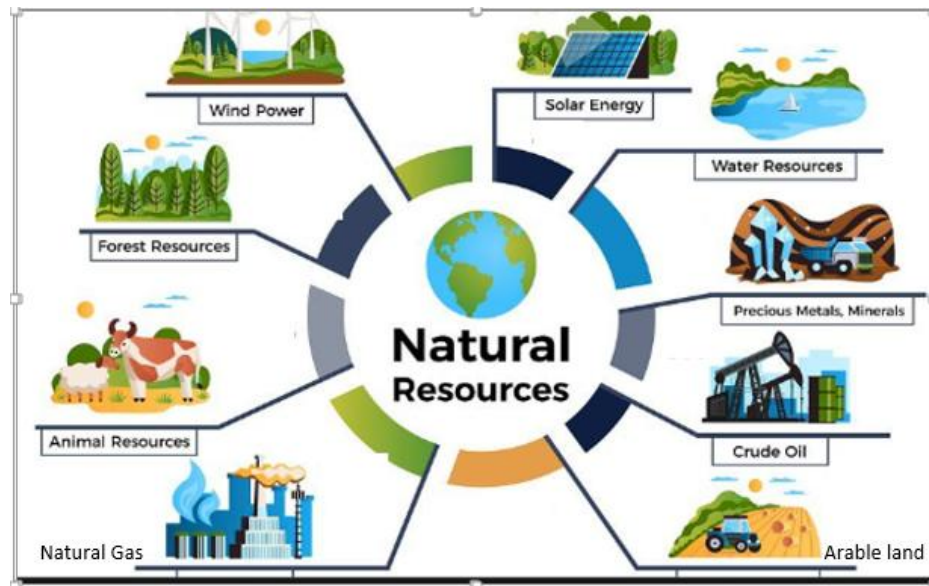 Wind Power
Solar Energy
Water Resources
Forest Resources
Precious Metals, Minerals
Natural
Resources
Animal Resources
Crude Oil
Natural Gas
Arable land